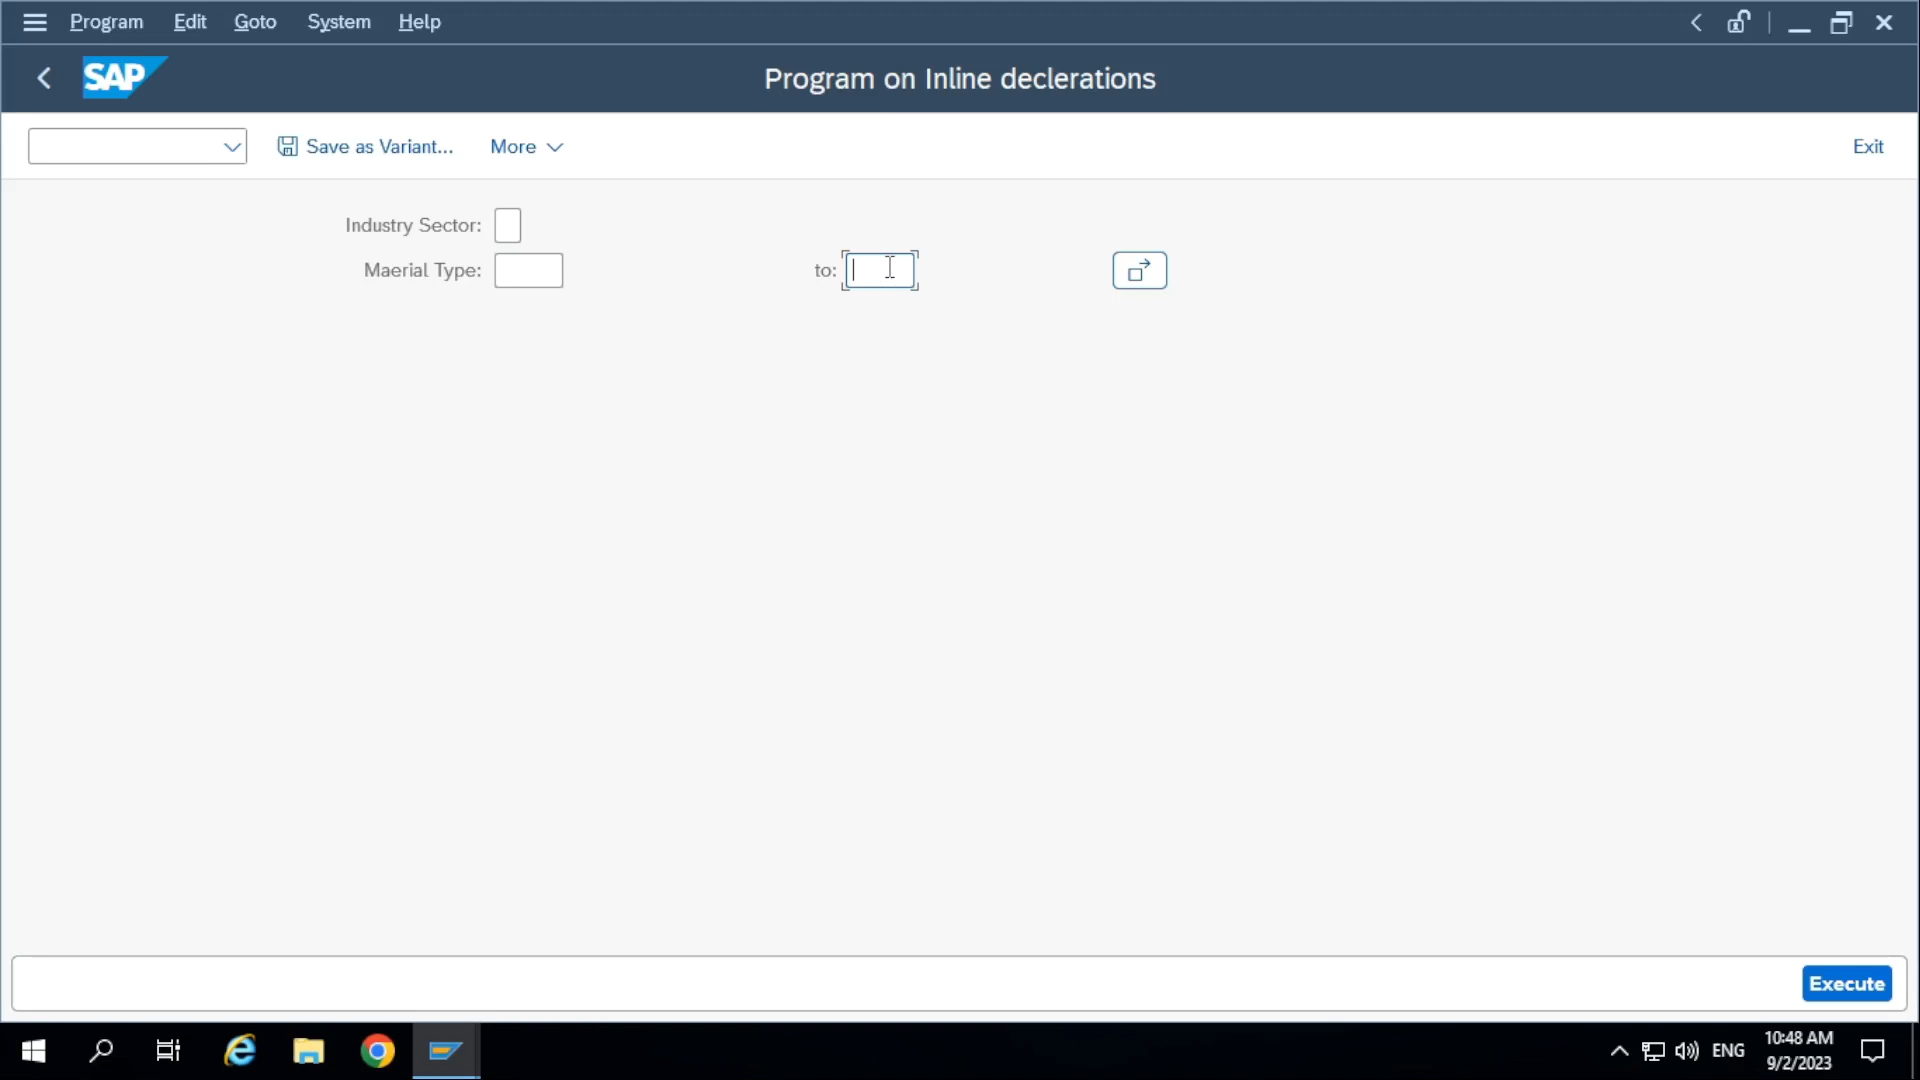 Program Edit Goto System Help
SAP Program on Inline declerations
Save as Variant... More Exit
Industry Sector:
Maerial Type: to:
Execute
ENG 10:48 AM
9/2/2023